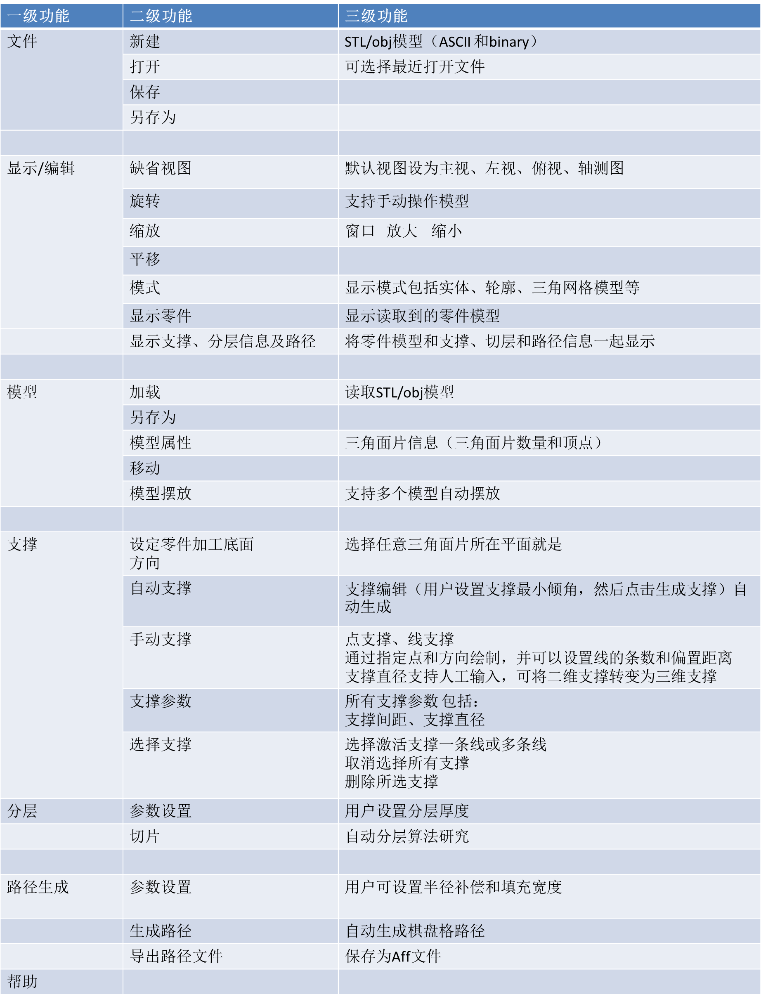 一级功能 二级功能 三级功能
文件 新建 STL/obj模型（ASCII 和binary）
打开 可选择最近打开文件
保存
另存为
显示/编辑 缺省视图 默认视图设为主视、左视、俯视、轴测图
旋转 支持手动操作模型
缩放 窗口 放大 缩小
平移
模式 显示模式包括实体、轮廓、三角网格模型等
显示零件 显示读取到的零件模型
显示支撑、分层信息及路径 将零件模型和支撑、切层和路径信息一起显示
模型 加载 读取STL/obj模型
另存为
模型属性 三角面片信息（三角面片数量和顶点）
移动
模型摆放 支持多个模型自动摆放
支撑 设定零件加工底面 选择任意三角面片所在平面就是
方向
自动支撑 支撑编辑（用户设置支撑最小倾角，然后点击生成支撑）自
动生成
手动支撑 点支撑、线支撑
通过指定点和方向绘制，并可以设置线的条数和偏置距离
支撑直径支持人工输入，可将二维支撑转变为三维支撑
支撑参数 所有支撑参数 包括：
支撑间距、支撑直径
选择支撑 选择激活支撑一条线或多条线
取消选择所有支撑
删除所选支撑
分层 参数设置 用户设置分层厚度
切片 自动分层算法研究
路径生成 参数设置 用户可设置半径补偿和填充宽度
生成路径 自动生成棋盘格路径
导出路径文件 保存为Aff文件
帮助